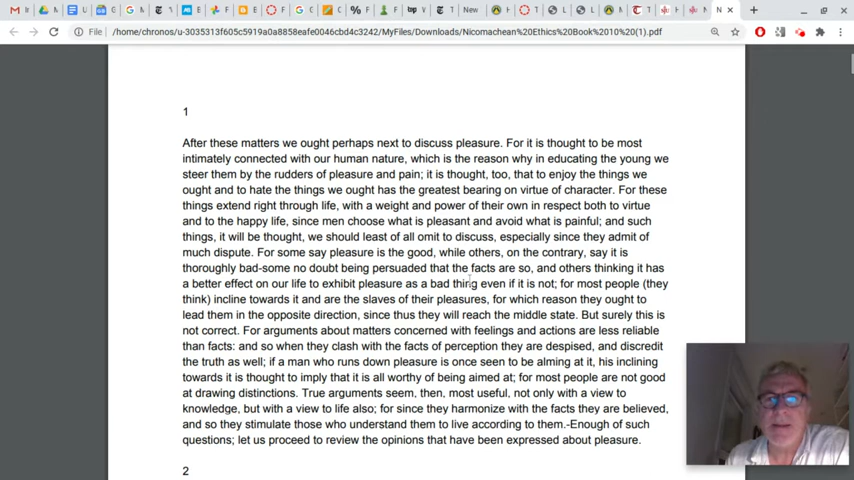 File
/home/chronos/u-3035313f605c5919a0a8858eafe0046cbd4c3242/MyFiles/Downloads/Nicomachean%20Ethics%20Book%2010%20(1).pdf
1
After these matters we ought perhaps next to discuss pleasure. For it is thought to be most
intimately connected with our human nature, which is the reason why in educating the young we
steer them by the rudders of pleasure and pain; it is thought, too, that to enjoy the things we
ought and to hate the things we ought has the greatest bearing on virtue of character. For these
things extend right through life, with a weight and power of their own in respect both to virtue
and to the happy life, since men choose what is pleasant and avoid what is painful; and such
things, it will be thought, we should least of all omit to discuss, especially since they admit of
much dispute. For some say pleasure is the good, while others, on the contrary, say it is
thoroughly bad-some no doubt being persuaded that the facts are so, and others thinking it has
a better effect on our life to exhibit pleasure as a bad thing even if it is not; for most people (they
think) incline towards it and are the slaves of their pleasures, for which reason they ought to
lead them in the opposite direction, since thus they will reach the middle state. But surely this is
not correct. For arguments about matters concerned with feelings and actions are less reliable
than facts: and so when they clash with the facts of perception they are despised, and discredit
the truth as well; if a man who runs down pleasure is once seen to be alming at it, his inclining
towards it is thought to imply that it is all worthy of being aimed at; for most people are not good
at drawing distinctions. True arguments seem, then, most useful, not only with a view to
knowledge, but with a view to life also; for since they harmonize with the facts they are believed,
and so they stimulate those who understand them to live according to them.-Enough of such
questions; let us proceed to review the opinions that have been expressed about pleasure.
2